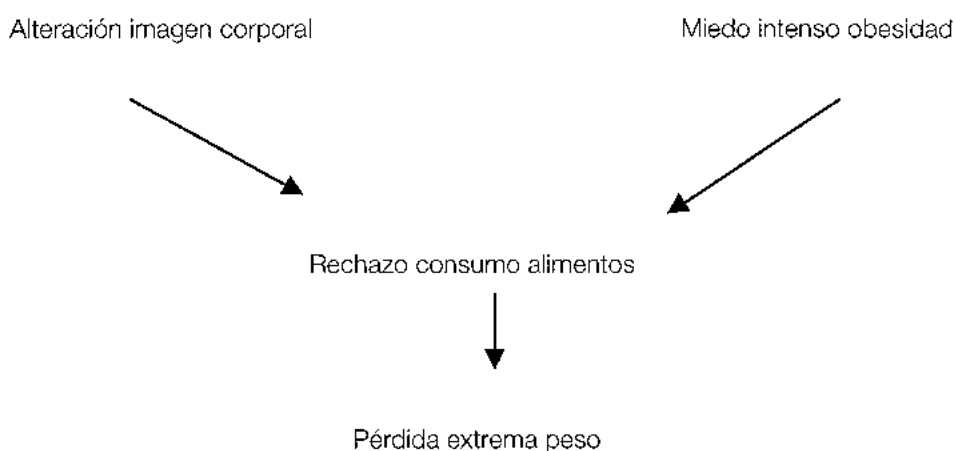 Alteración imagen corporal
Miedo intenso obesidad
Rechazo consumo alimentos
Pérdida extrema peso